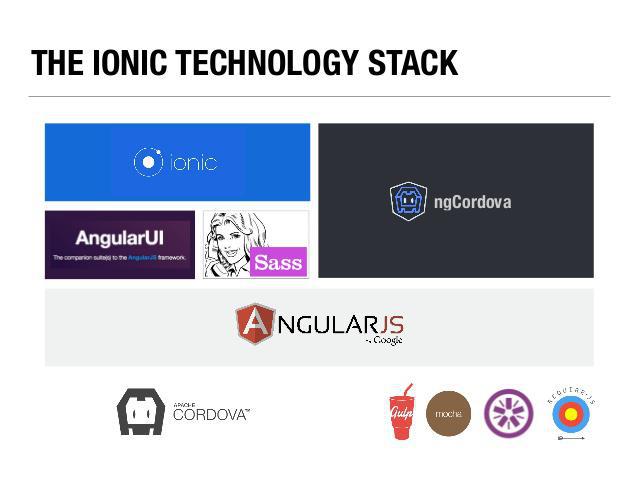 THE IONIC TECHNOLOGY STACK
ionic
ngCordova
AngularUI
The companion suite(s) to the AngularJS framework.
Sass
ANGULARJS
by Google
APACHE
CORDOVA™
Gulp
mocha
REQUIRE.JS